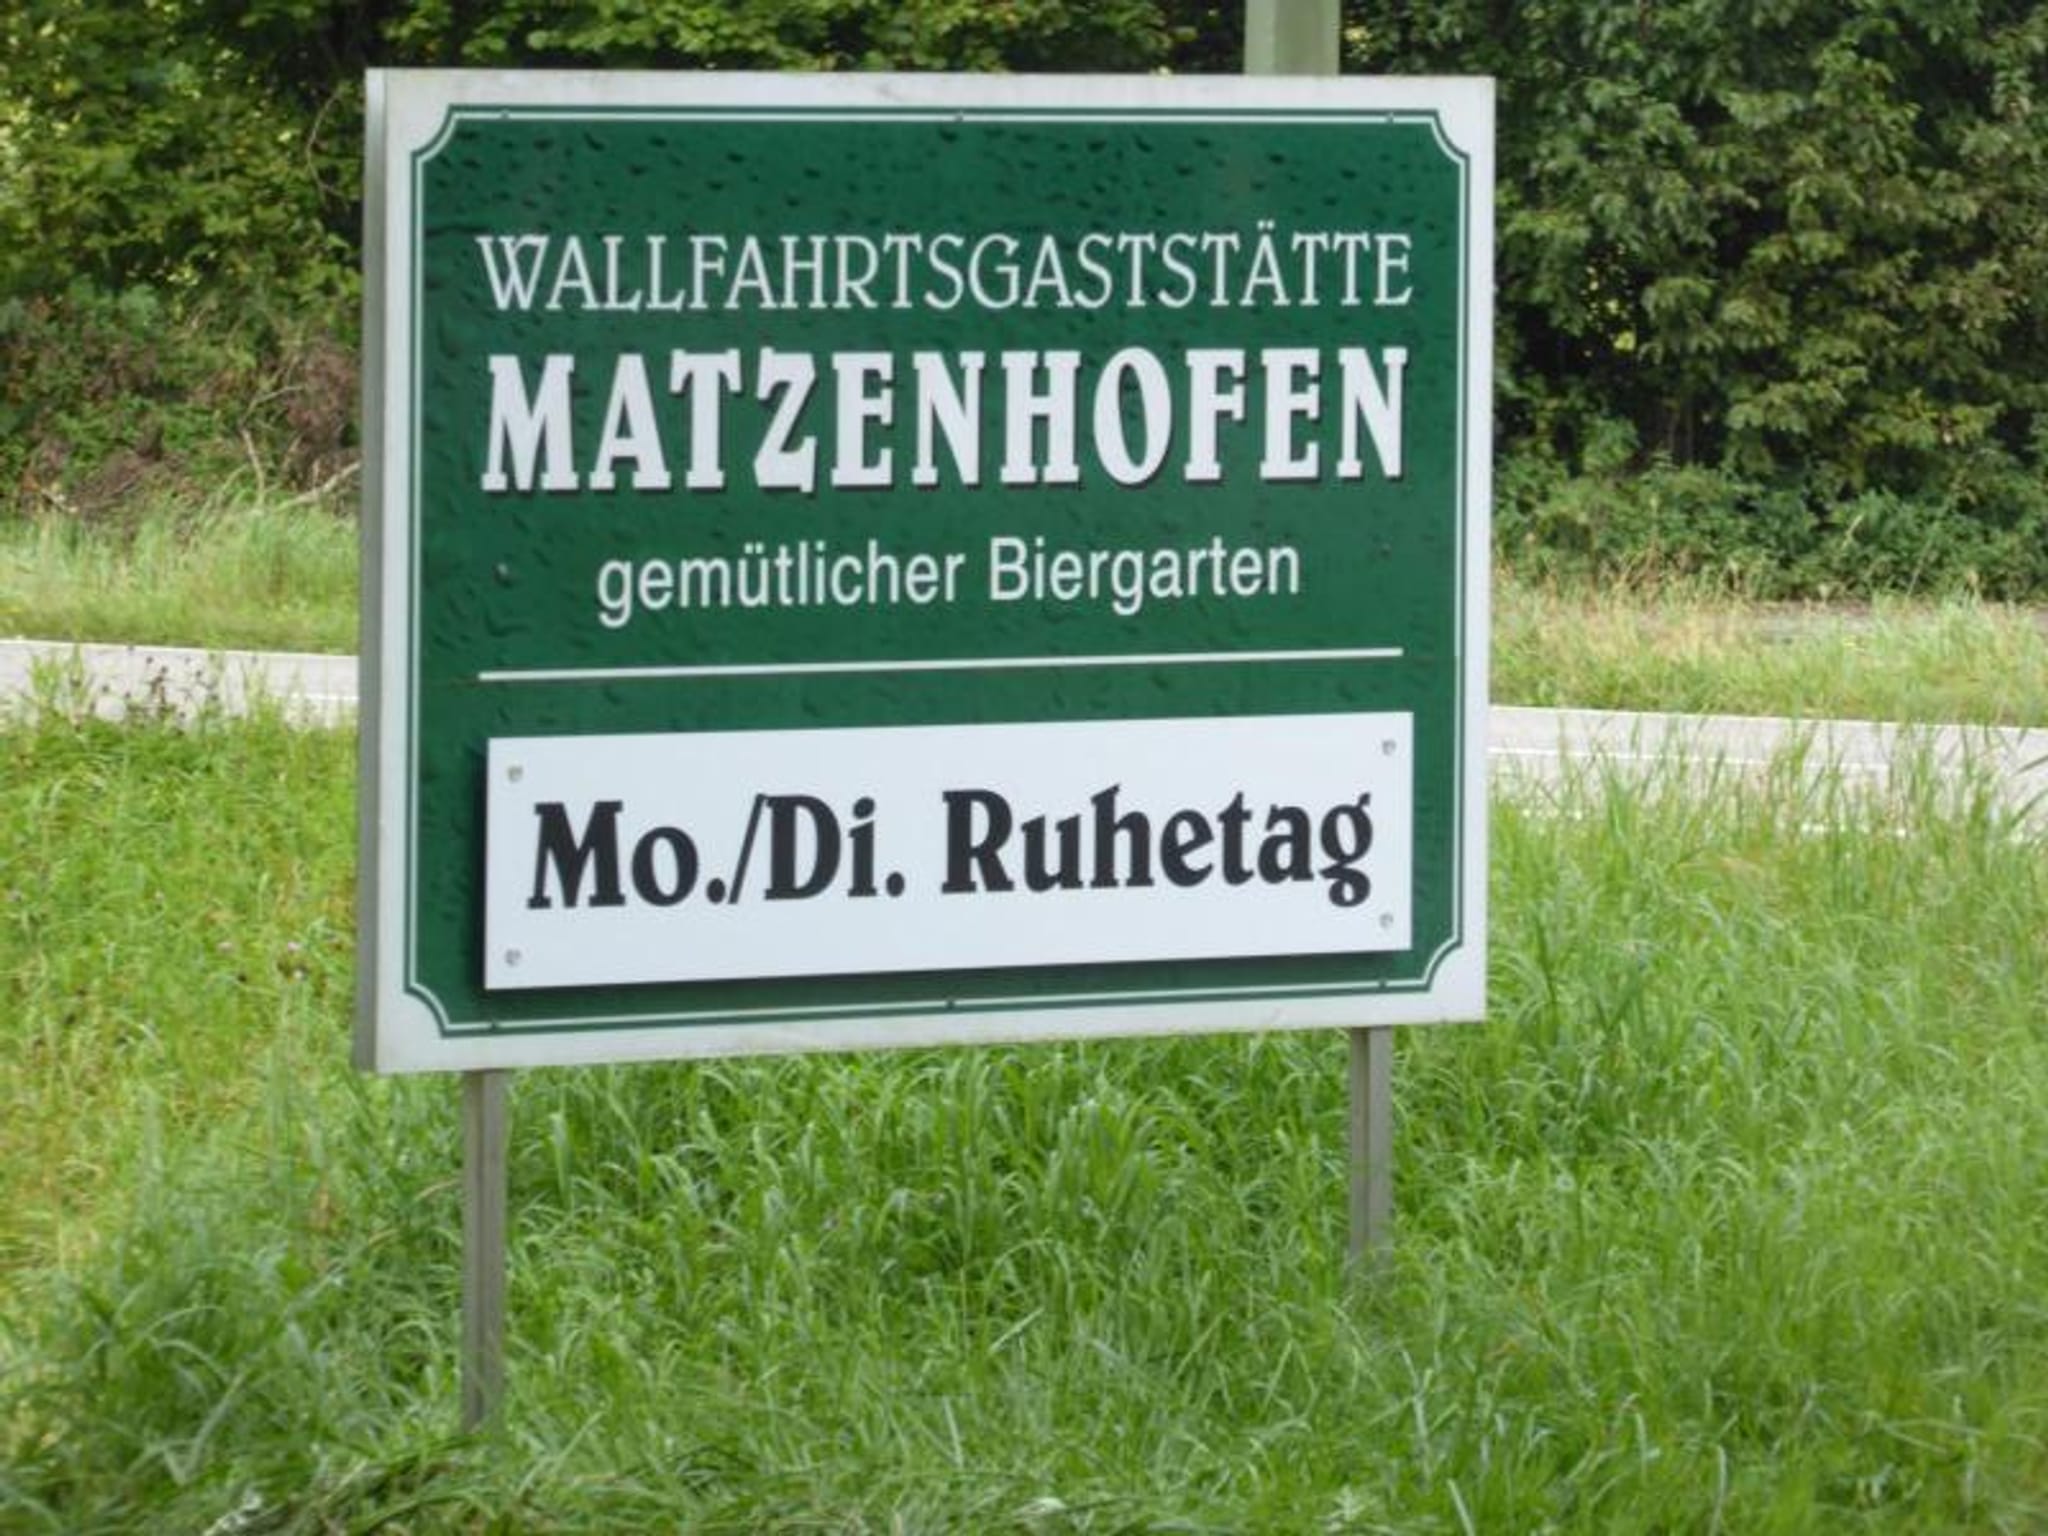 WALLFAHRTSGASTSTÄTTE
MATZENHOFEN
gemütlicher Biergarten
Mo./Di. Ruhetag